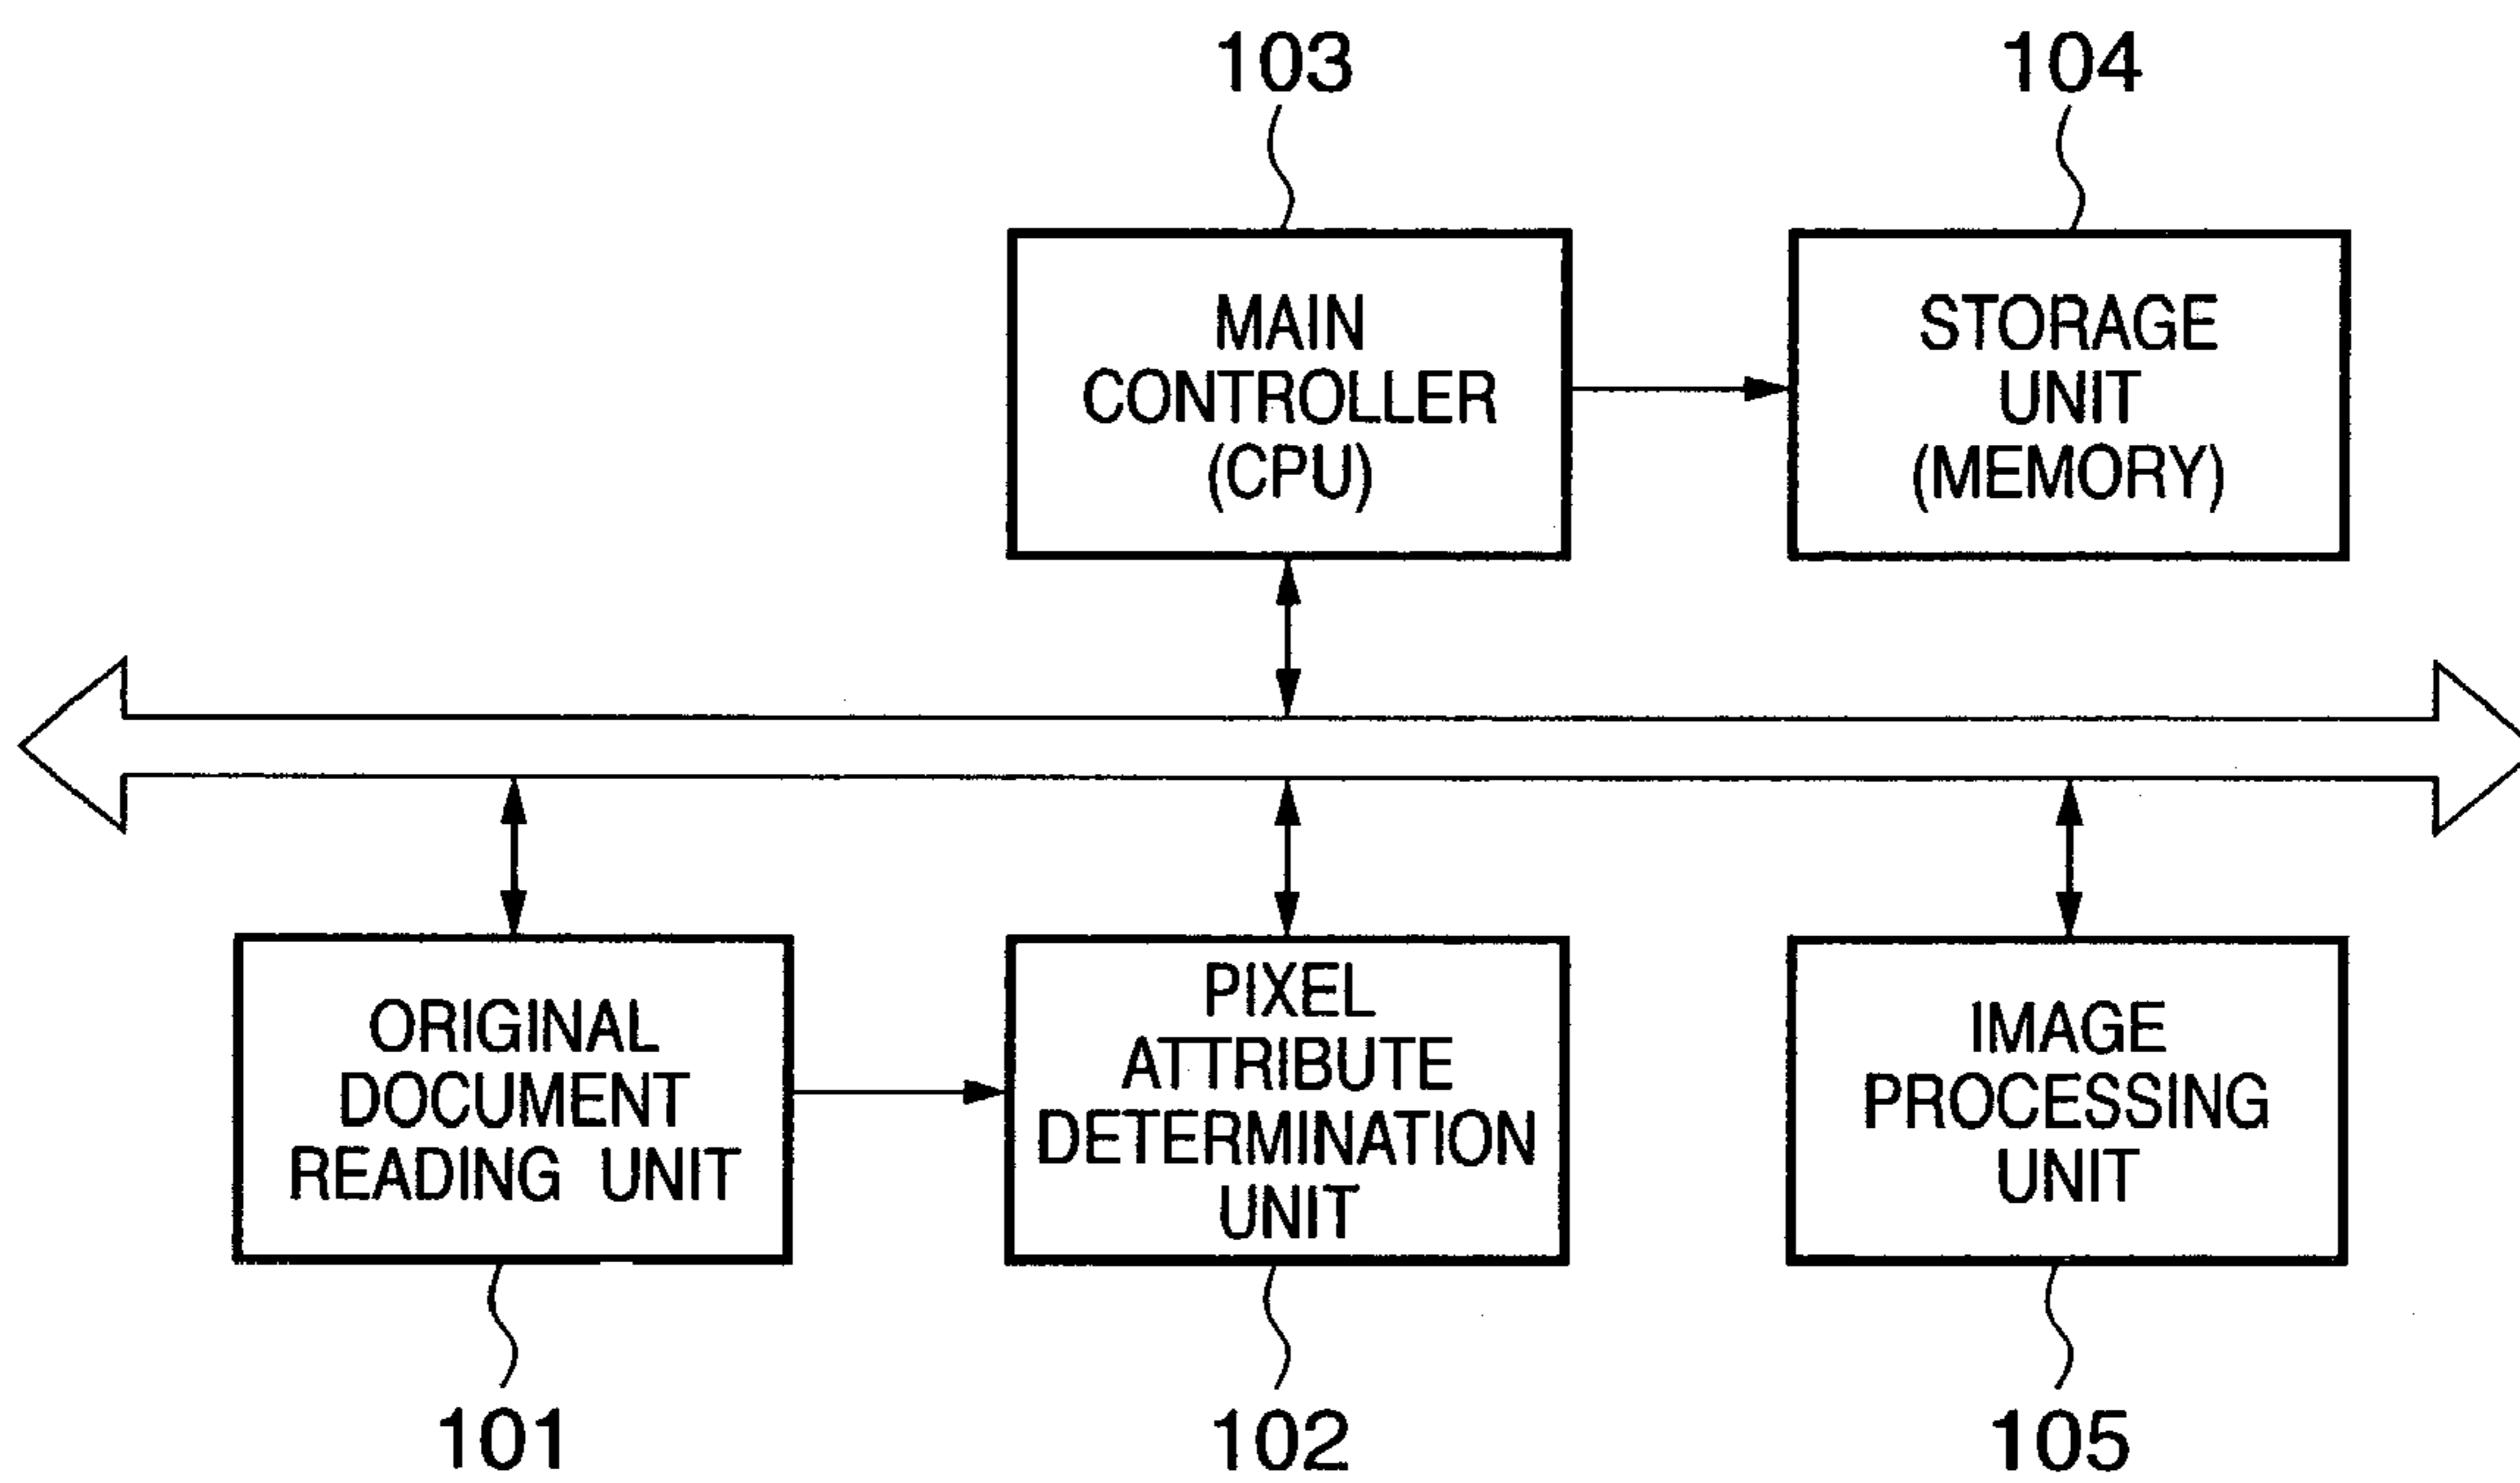 103
104
MAIN
CONTROLLER
(CPU)
STORAGE
UNIT
(MEMORY)
ORIGINAL
DOCUMENT
READING UNIT
PIXEL
ATTRIBUTE
DETERMINATION
UNIT
IMAGE
PROCESSING
UNIT
101
102
105